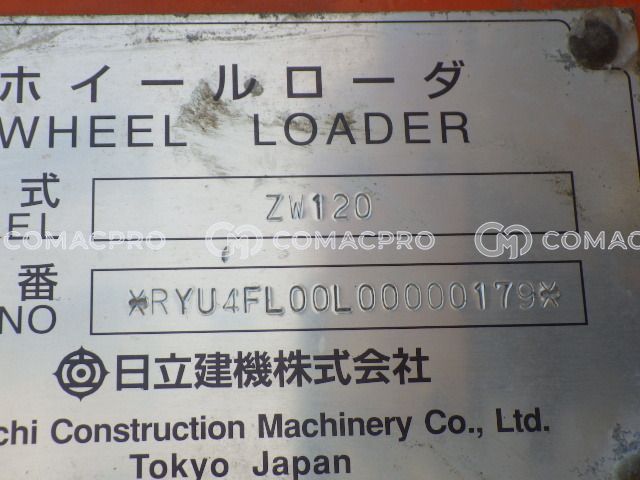 ホイールローダ
WHEEL LOADER
式 ZW120
EL
COMACPRO COMACPRO COMACPRO
番 *RYU4FL00L00000179*
NO
日立建機株式会社
chi Construction Machinery Co., Ltd.
Tokyo Japan